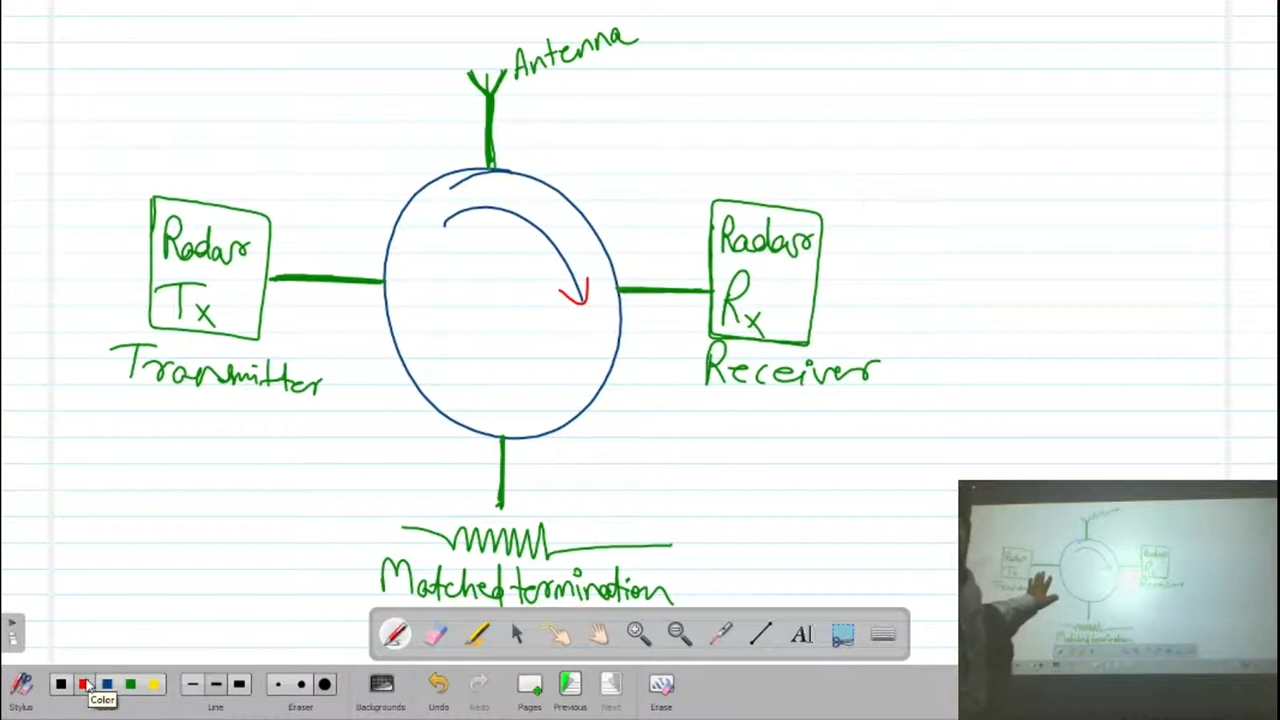 Antenna
Radar
Tx
Transmitter
Radar
Rx
Receiver
Matched termination
Color
Stylus
Line
Eraser
Backgrounds
Undo
Redo
Pages
Previous
Next
Erase